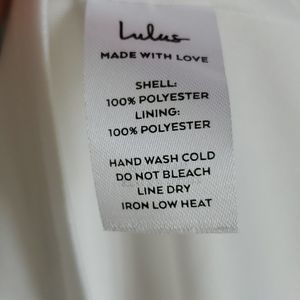 Lulus
MADE WITH LOVE
SHELL:
100% POLYESTER
LINING:
100% POLYESTER
HAND WASH COLD
DO NOT BLEACH
LINE DRY
IRON LOW HEAT